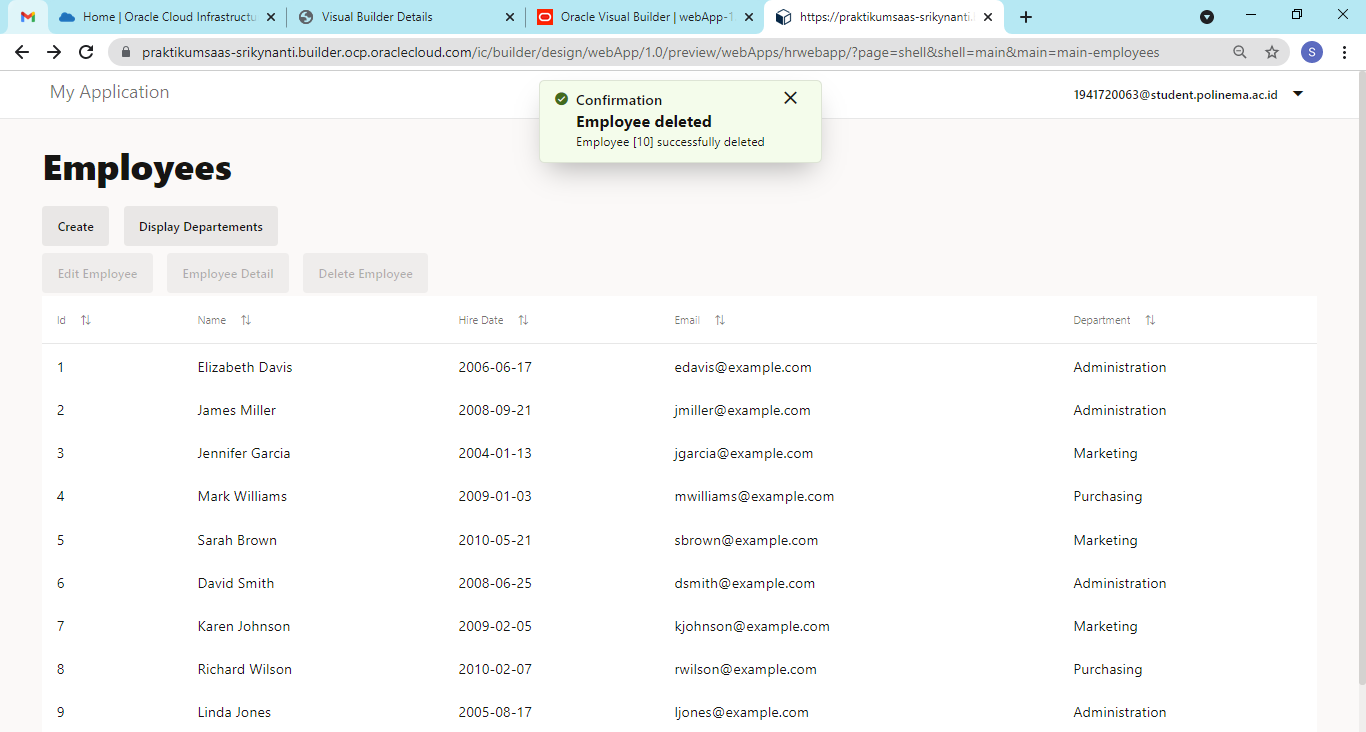 Home | Oracle Cloud Infrastructu
Visual Builder Details
Oracle Visual Builder | webApp-1
https://praktikumsaas-srikynanti.
praktikumsaas-srikynanti.builder.ocp.oraclecloud.com/ic/builder/design/webApp/1.0/preview/webApps/hrwebapp/?page=shell&shell=main&main=main-employees
S
My Application
1941720063@student.polinema.ac.id
Confirmation
Employee deleted
Employee [10] successfully deleted
Employees
Create Display Departements
Edit Employee Employee Detail Delete Employee
Id Name Hire Date Email Department
1 Elizabeth Davis 2006-06-17 edavis@example.com Administration
2 James Miller 2008-09-21 jmiller@example.com Administration
3 Jennifer Garcia 2004-01-13 jgarcia@example.com Marketing
4 Mark Williams 2009-01-03 mwilliams@example.com Purchasing
5 Sarah Brown 2010-05-21 sbrown@example.com Marketing
6 David Smith 2008-06-25 dsmith@example.com Administration
7 Karen Johnson 2009-02-05 kjohnson@example.com Marketing
8 Richard Wilson 2010-02-07 rwilson@example.com Purchasing
9 Linda Jones 2005-08-17 ljones@example.com Administration